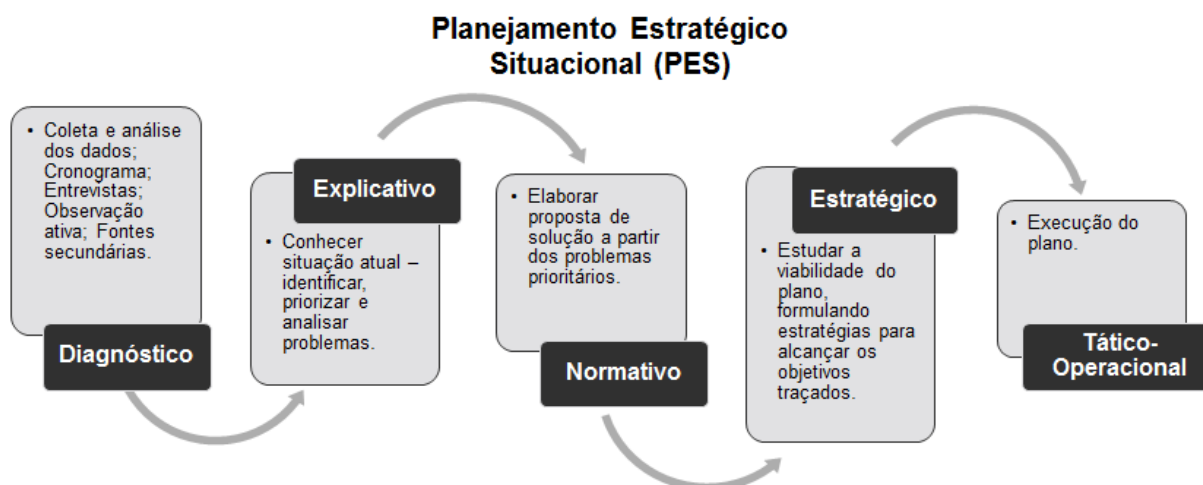 Planejamento Estratégico
Situacional (PES)
• Coleta e análise
dos dados;
Cronograma;
Entrevistas;
Observação
ativa; Fontes
secundárias.
Diagnóstico
Explicativo
• Conhecer
situação atual –
identificar,
priorizar e
analisar
problemas.
• Elaborar
proposta de
solução a partir
dos problemas
prioritários.
Normativo
Estratégico
• Estudar a
viabilidade do
plano,
formulando
estratégias para
alcançar os
objetivos
traçados.
• Execução do
plano.
Tático-
Operacional